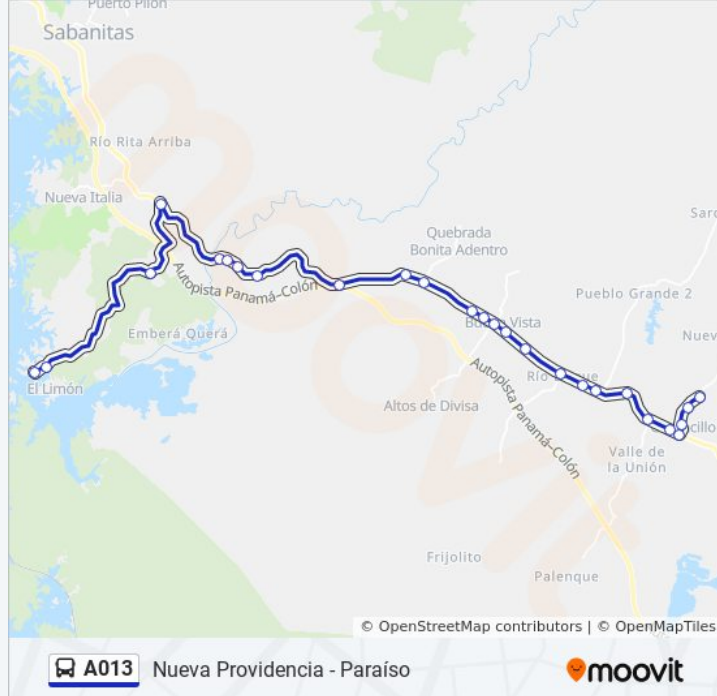 Puerto Pilón
Sabanitas
Río Rita Arriba
Nueva Italia
Quebrada
Bonita Adentro
Autopista Panamá–Colón
Pueblo Grande 2
Emberá Querá
El Limón
Altos de Divisa
Autopista Panamá–Colón
Valle de
la Unión
Frijolito
Palenque
© OpenStreetMap contributors | © OpenMapTiles
A013 Nueva Providencia - Paraíso
moovit